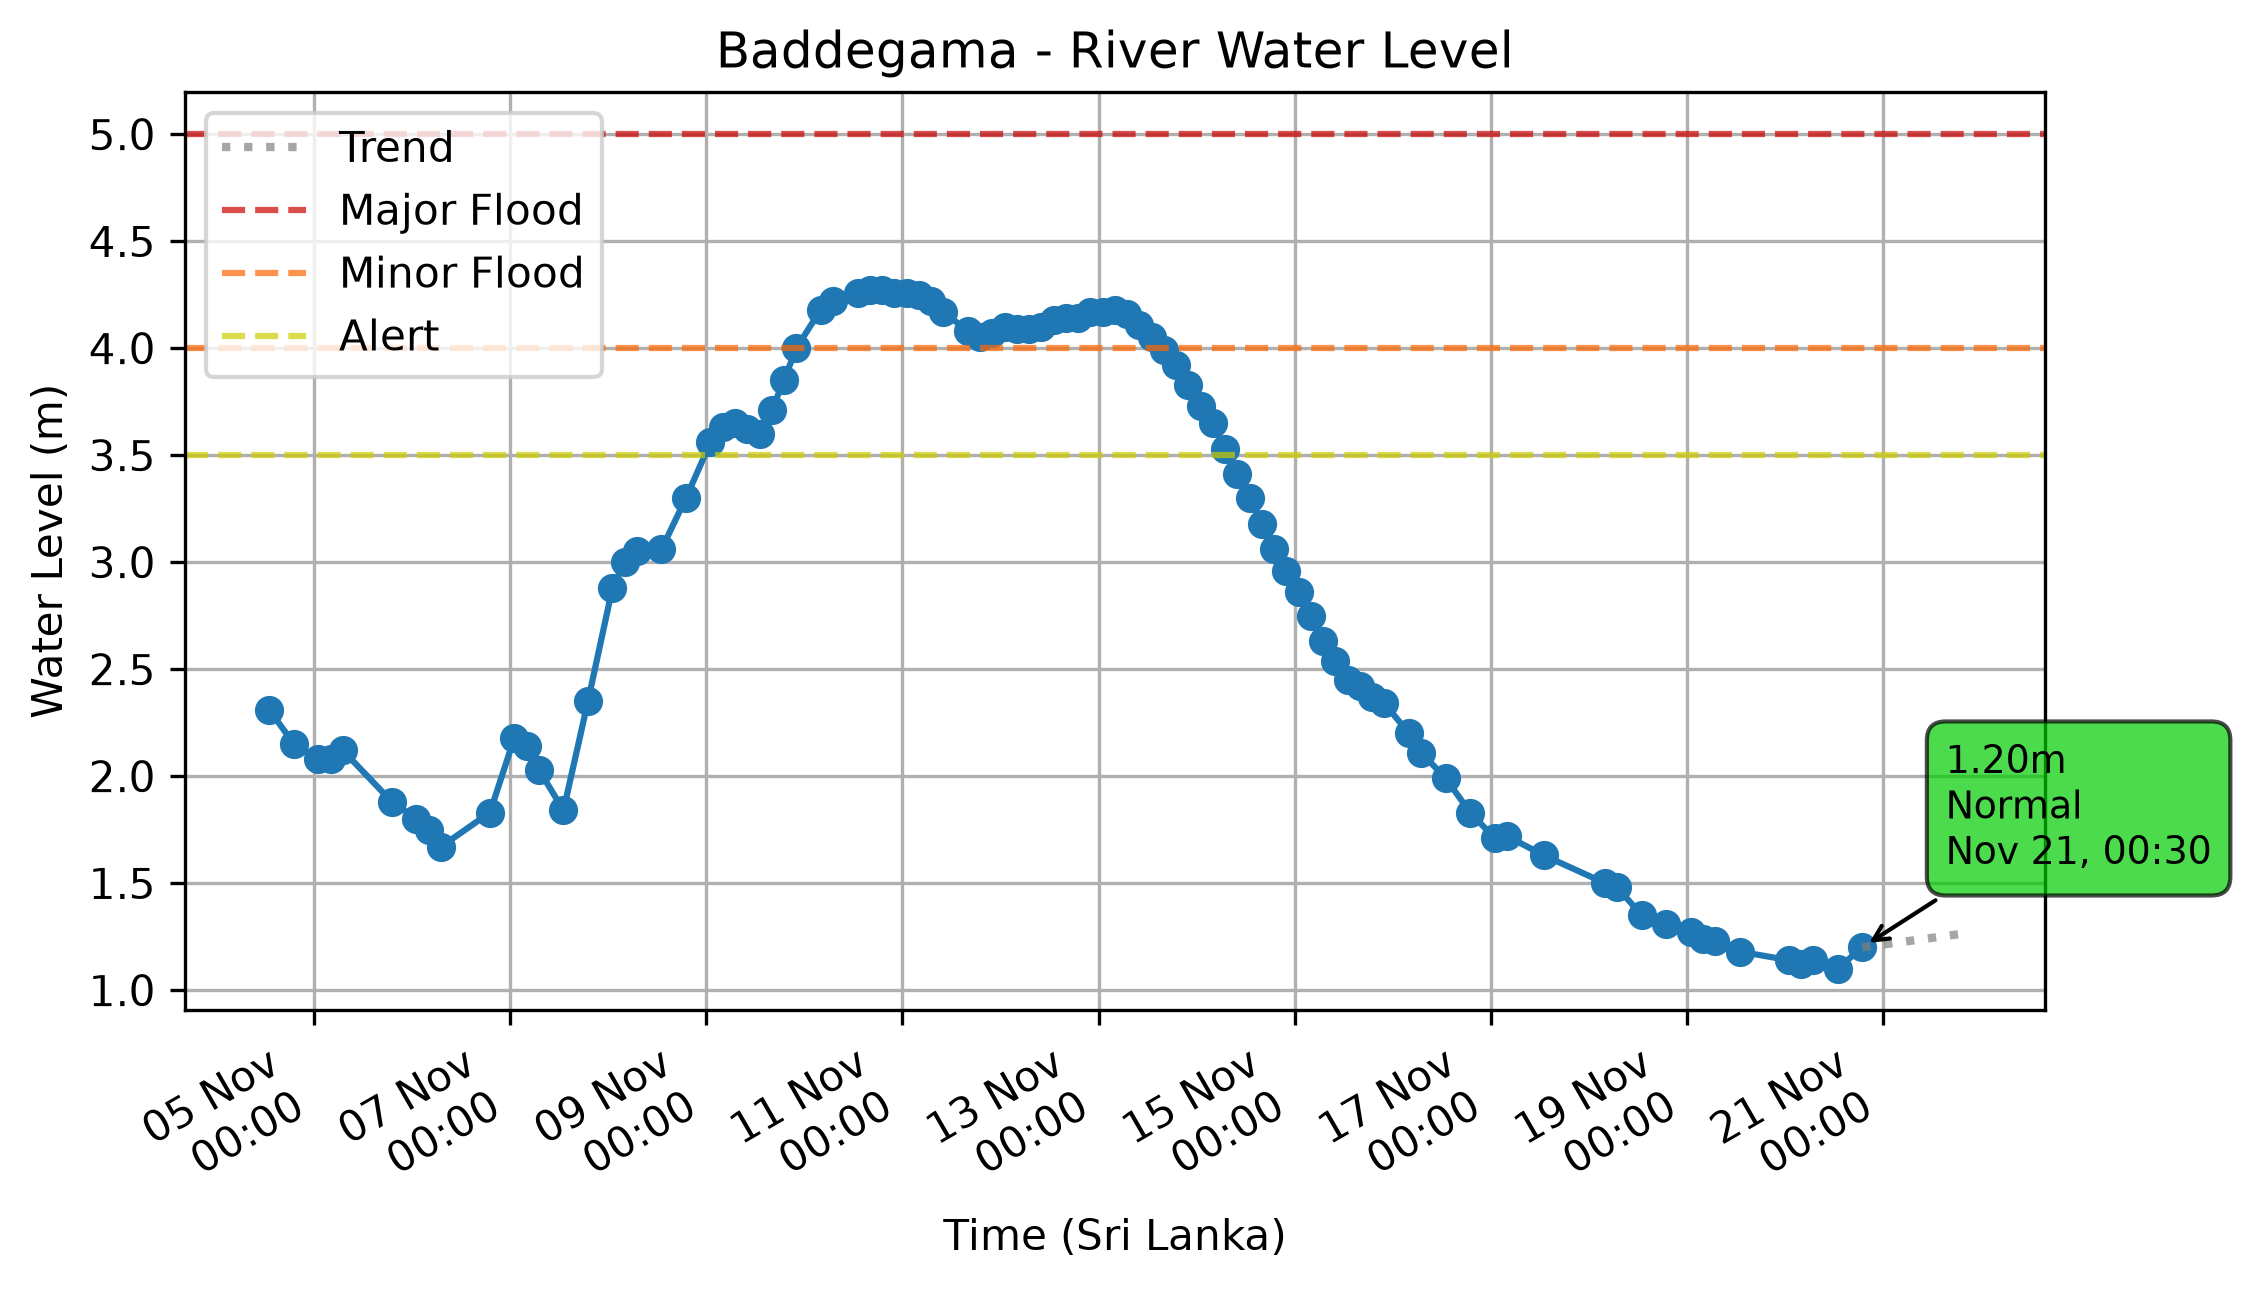 Baddegama - River Water Level
Trend
Major Flood
Minor Flood
Alert
Water Level (m)
5.0
4.5
4.0
3.5
3.0
2.5
2.0
1.5
1.0
1.20m
Normal
Nov 21, 00:30
05 Nov
00:00
07 Nov
00:00
09 Nov
00:00
11 Nov
00:00
13 Nov
00:00
15 Nov
00:00
17 Nov
00:00
19 Nov
00:00
21 Nov
00:00
Time (Sri Lanka)